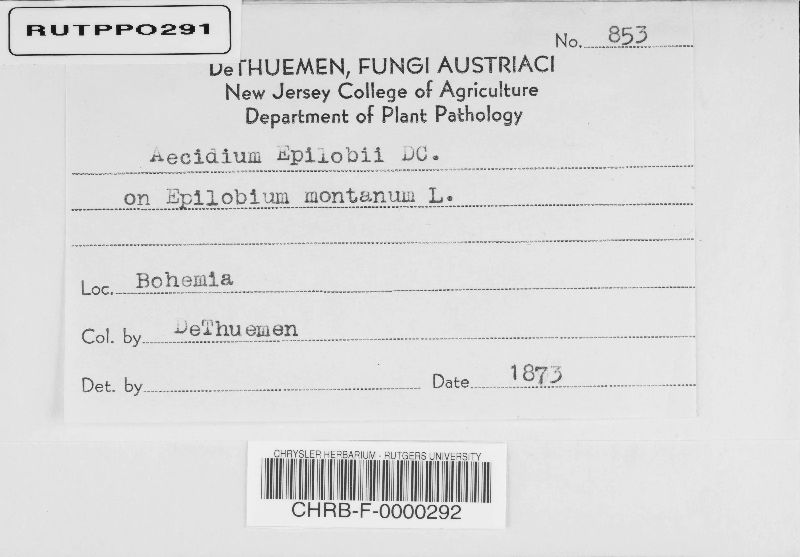 RUTPPO291
No. 853
DeTHUEMEN, FUNGI AUSTRIACI
New Jersey College of Agriculture
Department of Plant Pathology
Aecidium Epilobii DC.
on Epilobium montanum L.
Loc. Bohemia
Col. by DeThuemen
Det. by Date 1873
CHRYSLER HERBARIUM - RUTGERS UNIVERSITY
CHRB-F-0000292